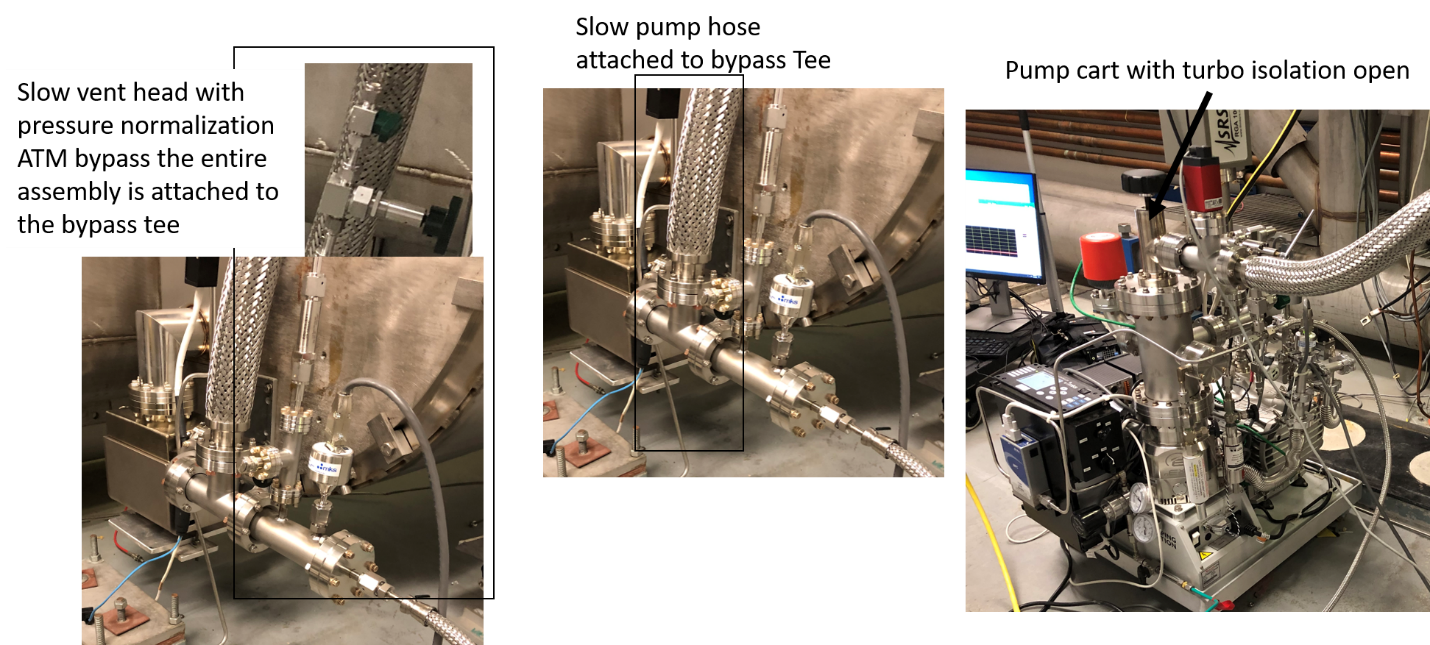 Slow vent head with
pressure normalization
ATM bypass the entire
assembly is attached to
the bypass tee
Slow pump hose
attached to bypass Tee
Pump cart with turbo isolation open
SRS
mks
mks